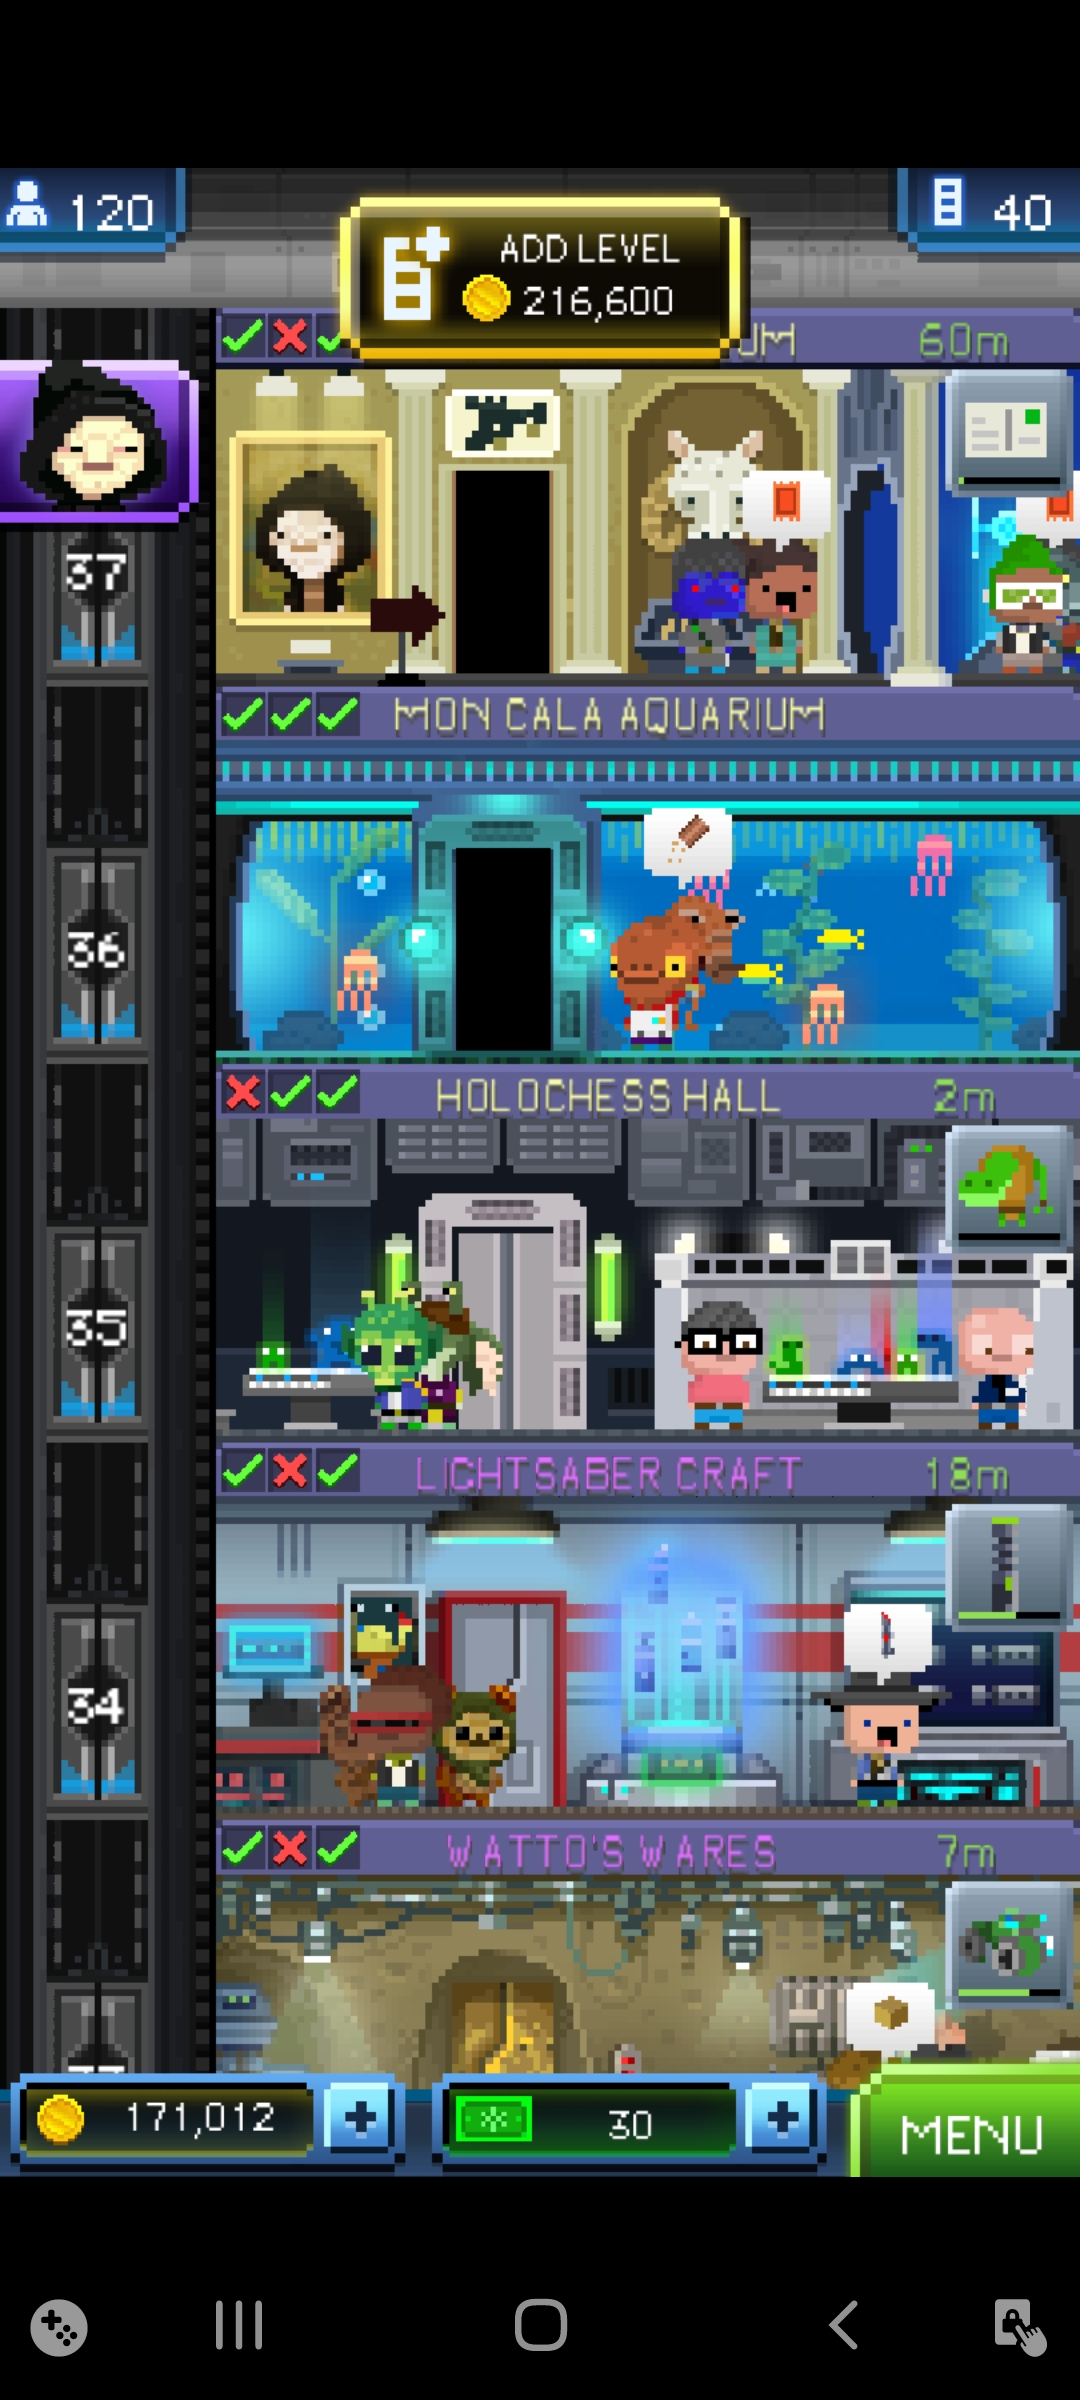 120
ADD LEVEL
216,600
40
UM 60m
37
MON CALA AQUARIUM
36
HOLOCHESS HALL 2m
35
LIGHTSABER CRAFT 18m
34
WATTO'S WARES 7m
171,012
30
MENU